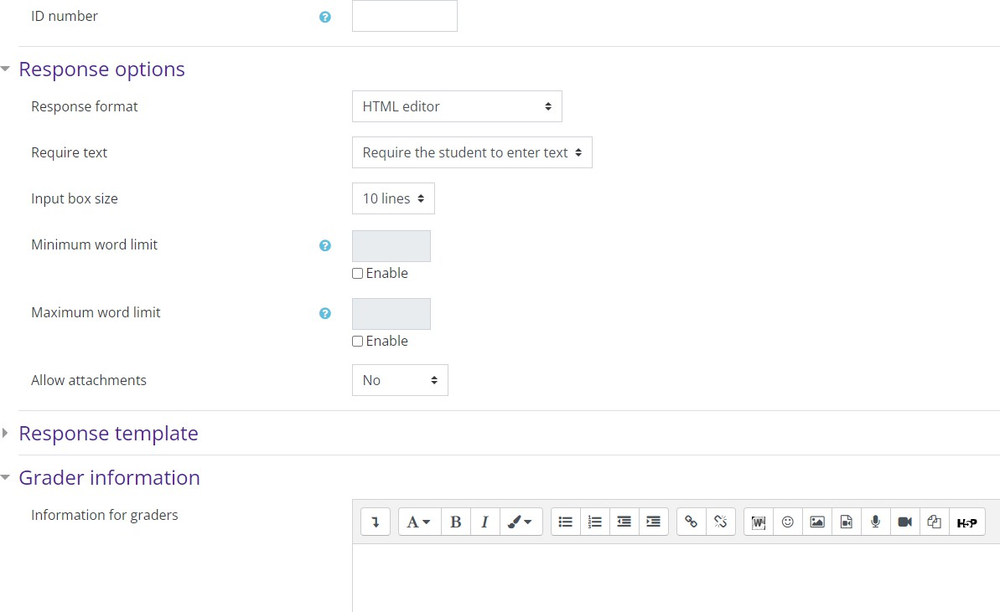 ID number
Response options
Response format HTML editor
Require text Require the student to enter text
Input box size 10 lines
Minimum word limit
Enable
Maximum word limit
Enable
Allow attachments No
Response template
Grader information
Information for graders
A B I W H-P